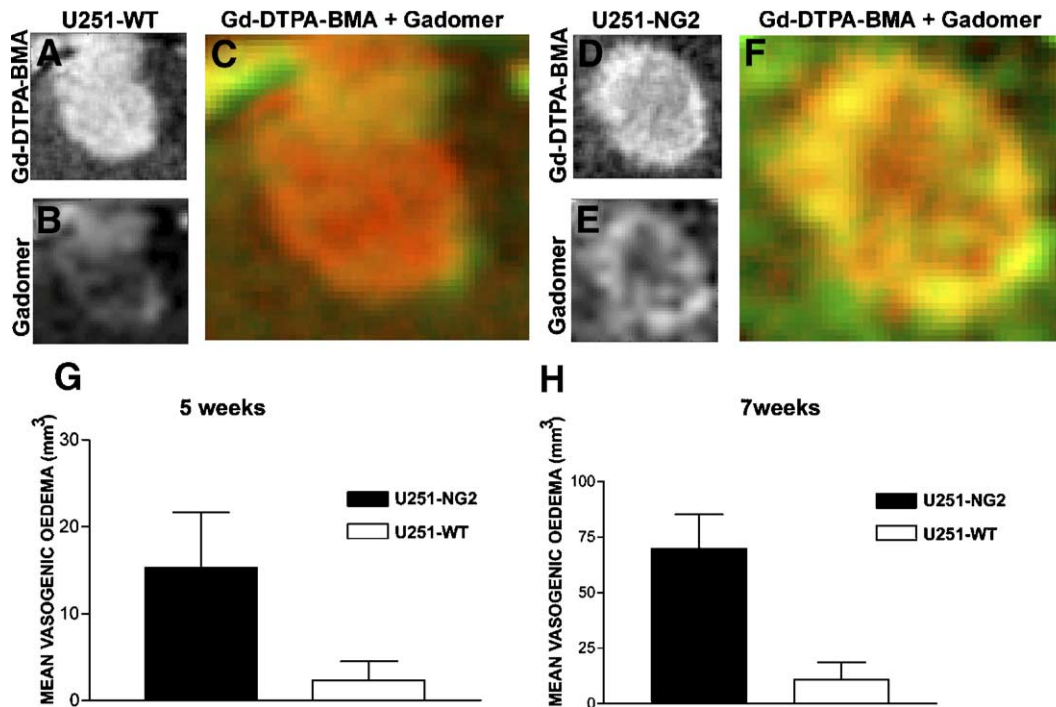 U251-WT
Gd-DTPA-BMA + Gadomer
U251-NG2
Gd-DTPA-BMA + Gadomer
Gd-DTPA-BMA
A
C
Gd-DTPA-BMA
D
F
Gadomer
B
Gadomer
E
G
5 weeks
MEAN VASOGENIC OEDEMA (mm³)
30
20
10
0
U251-NG2
U251-WT
H
7weeks
MEAN VASOGENIC OEDEMA (mm³)
100
75
50
25
0
U251-NG2
U251-WT